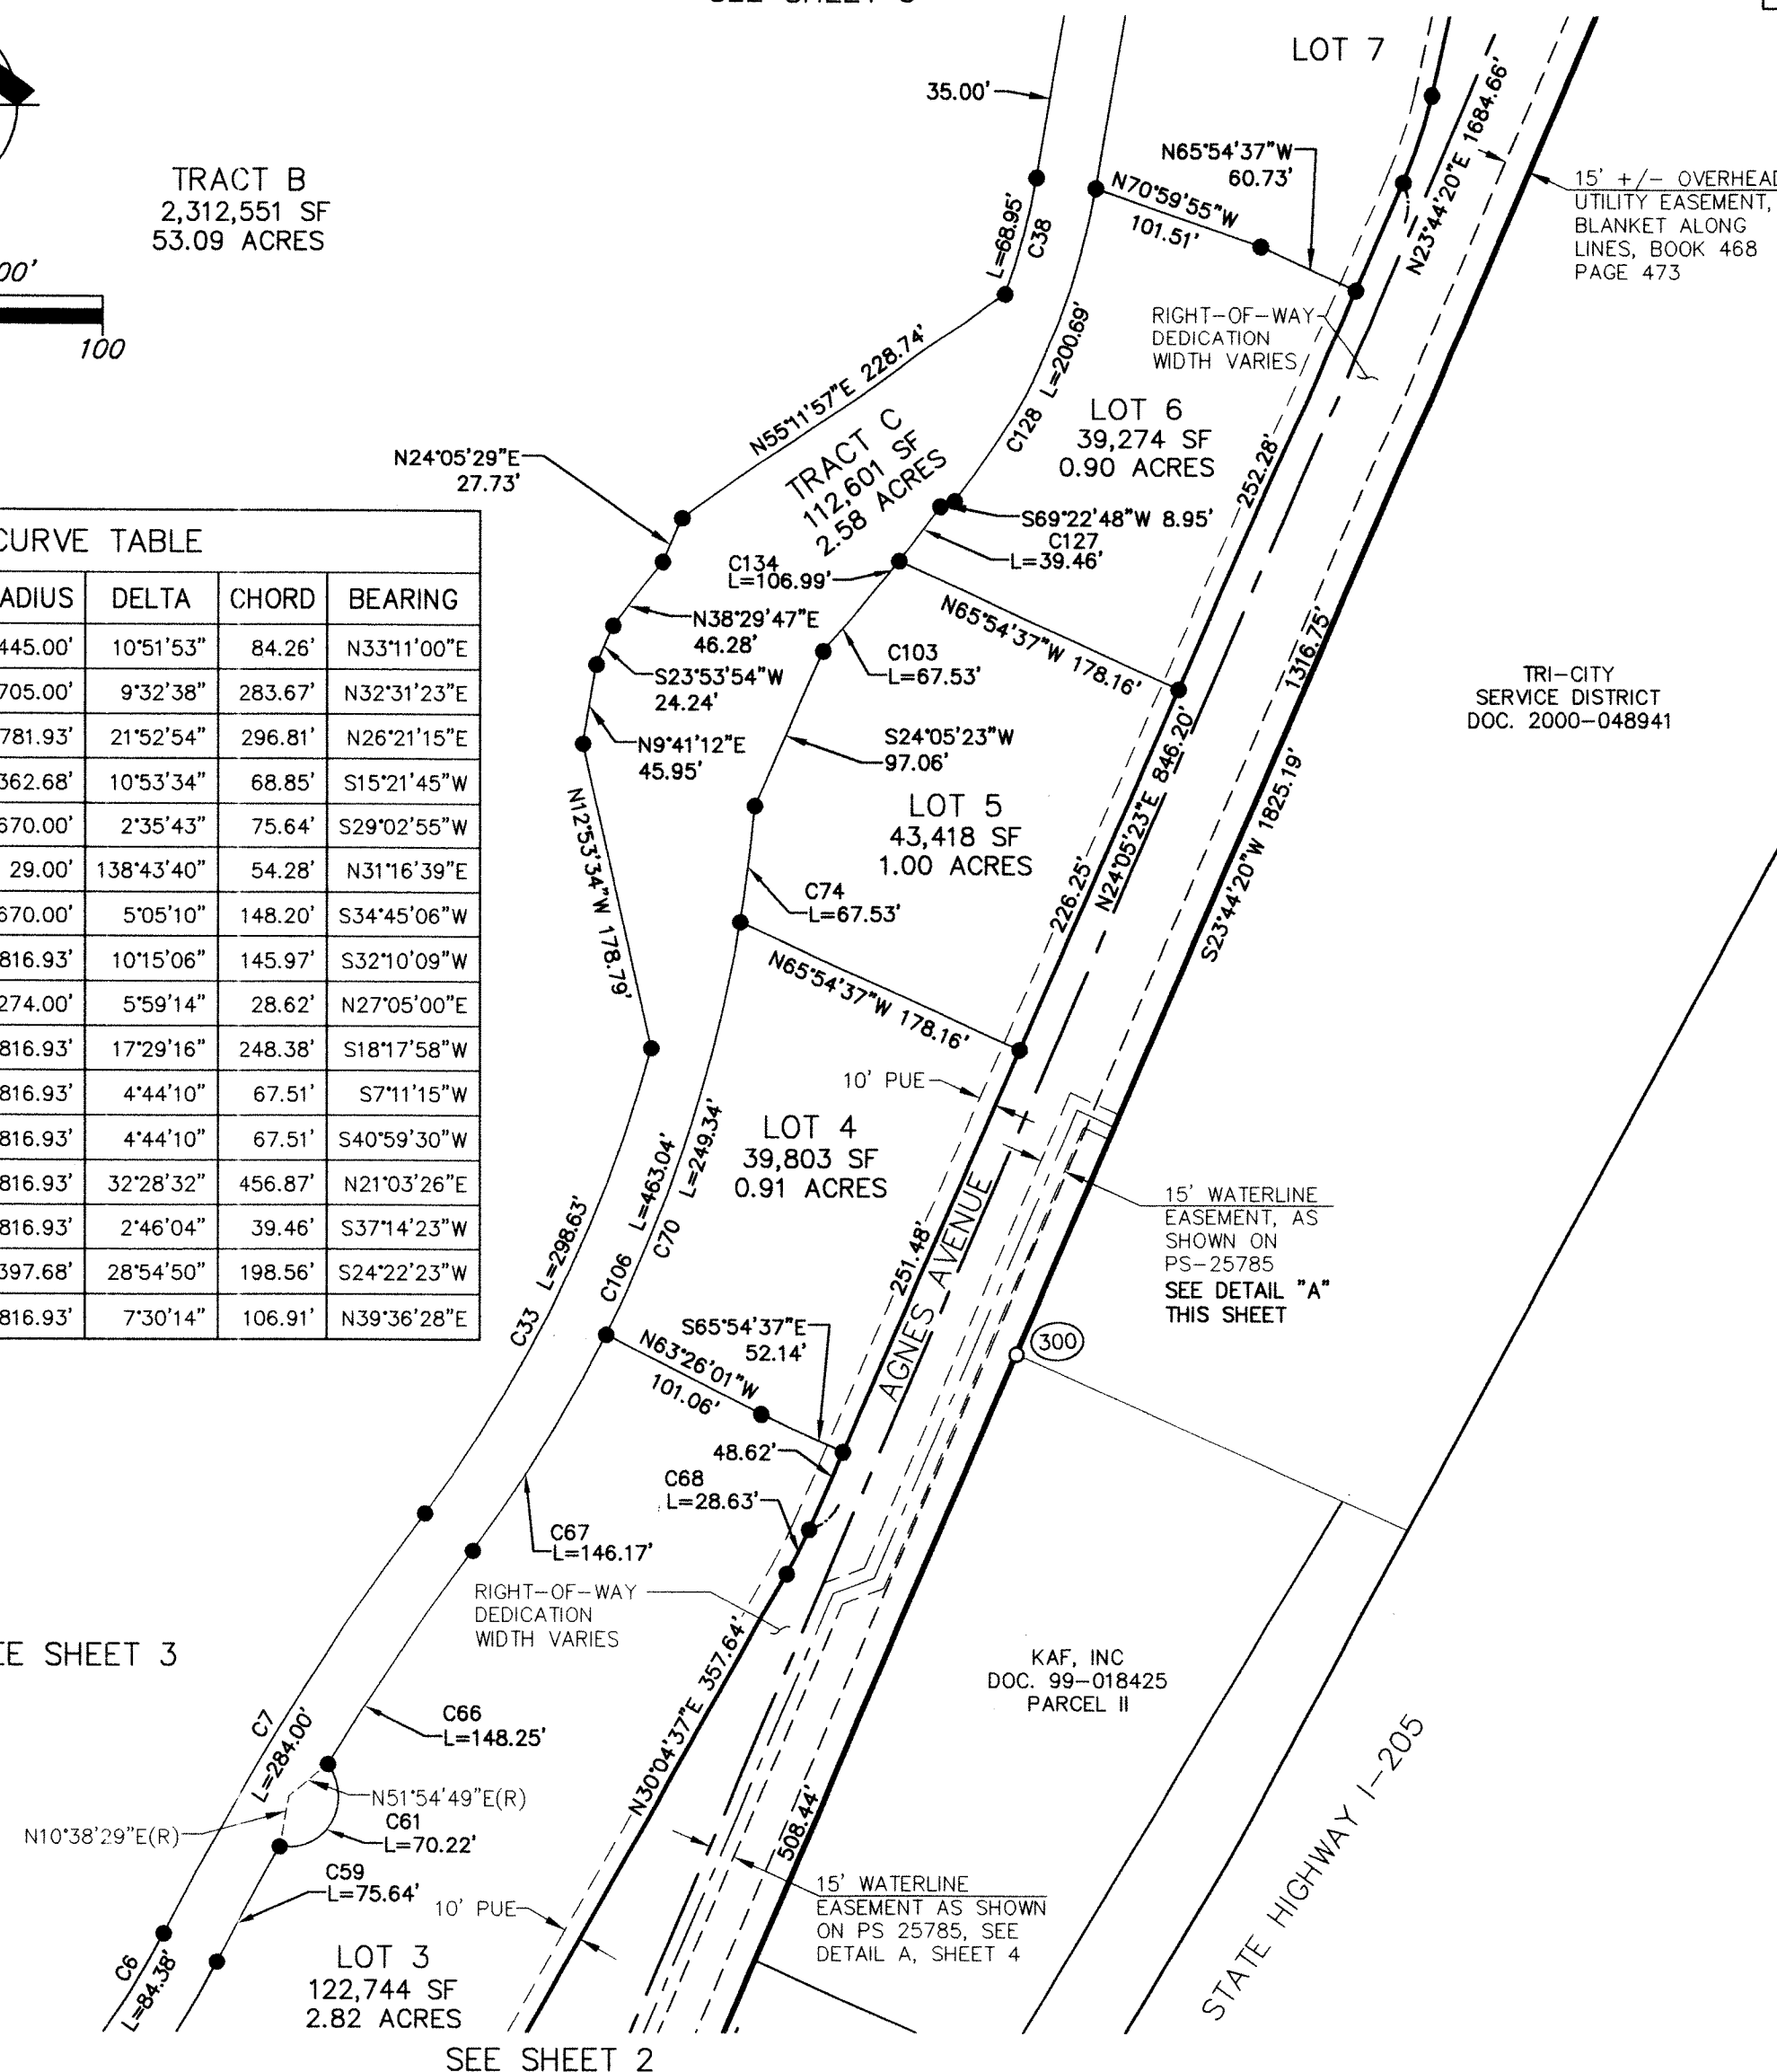 LOT 7
35.00'
N65°54'37"W
60.73'
N70°59'55"W
101.51'
N23°44'20"E 1684.66'
15' +/- OVERHEAD
UTILITY EASEMENT,
BLANKET ALONG
LINES, BOOK 468
PAGE 473
TRACT B
2,312,551 SF
53.09 ACRES
100
L=68.95'
C38
RIGHT-OF-WAY
DEDICATION
WIDTH VARIES
N55°11'57"E 228.74'
C128 L=200.69'
LOT 6
39,274 SF
0.90 ACRES
252.28'
TRACT C
112,601 SF
2.58 ACRES
N24°05'29"E
27.73'
S69°22'48"W 8.95'
C127
L=39.46'
C134
L=106.99'
N38°29'47"E
46.28'
S23°53'54"W
24.24'
C103
L=67.53'
N65°54'37"W 178.16'
N9°41'12"E
45.95'
S24°05'23"W
97.06'
1316.75'
TRI-CITY
SERVICE DISTRICT
DOC. 2000-048941
CURVE TABLE
RADIUS DELTA CHORD BEARING
445.00' 10°51'53" 84.26' N33°11'00"E
705.00' 9°32'38" 283.67' N32°31'23"E
781.93' 21°52'54" 296.81' N26°21'15"E
362.68' 10°53'34" 68.85' S15°21'45"W
670.00' 2°35'43" 75.64' S29°02'55"W
29.00' 138°43'40" 54.28' N31°16'39"E
670.00' 5°05'10" 148.20' S34°45'06"W
816.93' 10°15'06" 145.97' S32°10'09"W
274.00' 5°59'14" 28.62' N27°05'00"E
816.93' 17°29'16" 248.38' S18°17'58"W
816.93' 4°44'10" 67.51' S7°11'15"W
816.93' 4°44'10" 67.51' S40°59'30"W
816.93' 32°28'32" 456.87' N21°03'26"E
816.93' 2°46'04" 39.46' S37°14'23"W
397.68' 28°54'50" 198.56' S24°22'23"W
816.93' 7°30'14" 106.91' N39°36'28"E
N12°53'34"W 178.79'
LOT 5
43,418 SF
1.00 ACRES
C74
L=67.53'
226.25'
N24°05'23"E 846.20'
S23°44'20"W 1825.19'
N65°54'37"W 178.16'
10' PUE
LOT 4
39,803 SF
0.91 ACRES
C33 L=298.63'
C106 L=463.04'
C70 L=249.34'
251.48'
AGNES AVENUE
15' WATERLINE
EASEMENT, AS
SHOWN ON
PS-25785
SEE DETAIL "A"
THIS SHEET
300
S65°54'37"E
52.14'
N63°26'01"W
101.06'
48.62'
C68
L=28.63'
C67
L=146.17'
RIGHT-OF-WAY
DEDICATION
WIDTH VARIES
SHEET 3
KAF, INC
DOC. 99-018425
PARCEL II
N30°04'37"E 357.64'
C7
L=284.00'
C66
L=148.25'
N51°54'49"E(R)
N10°38'29"E(R)
C61
L=70.22'
C59
L=75.64'
508.44'
STATE HIGHWAY I-205
10' PUE
15' WATERLINE
EASEMENT AS SHOWN
ON PS 25785, SEE
DETAIL A, SHEET 4
C6
L=84.38'
LOT 3
122,744 SF
2.82 ACRES
SEE SHEET 2